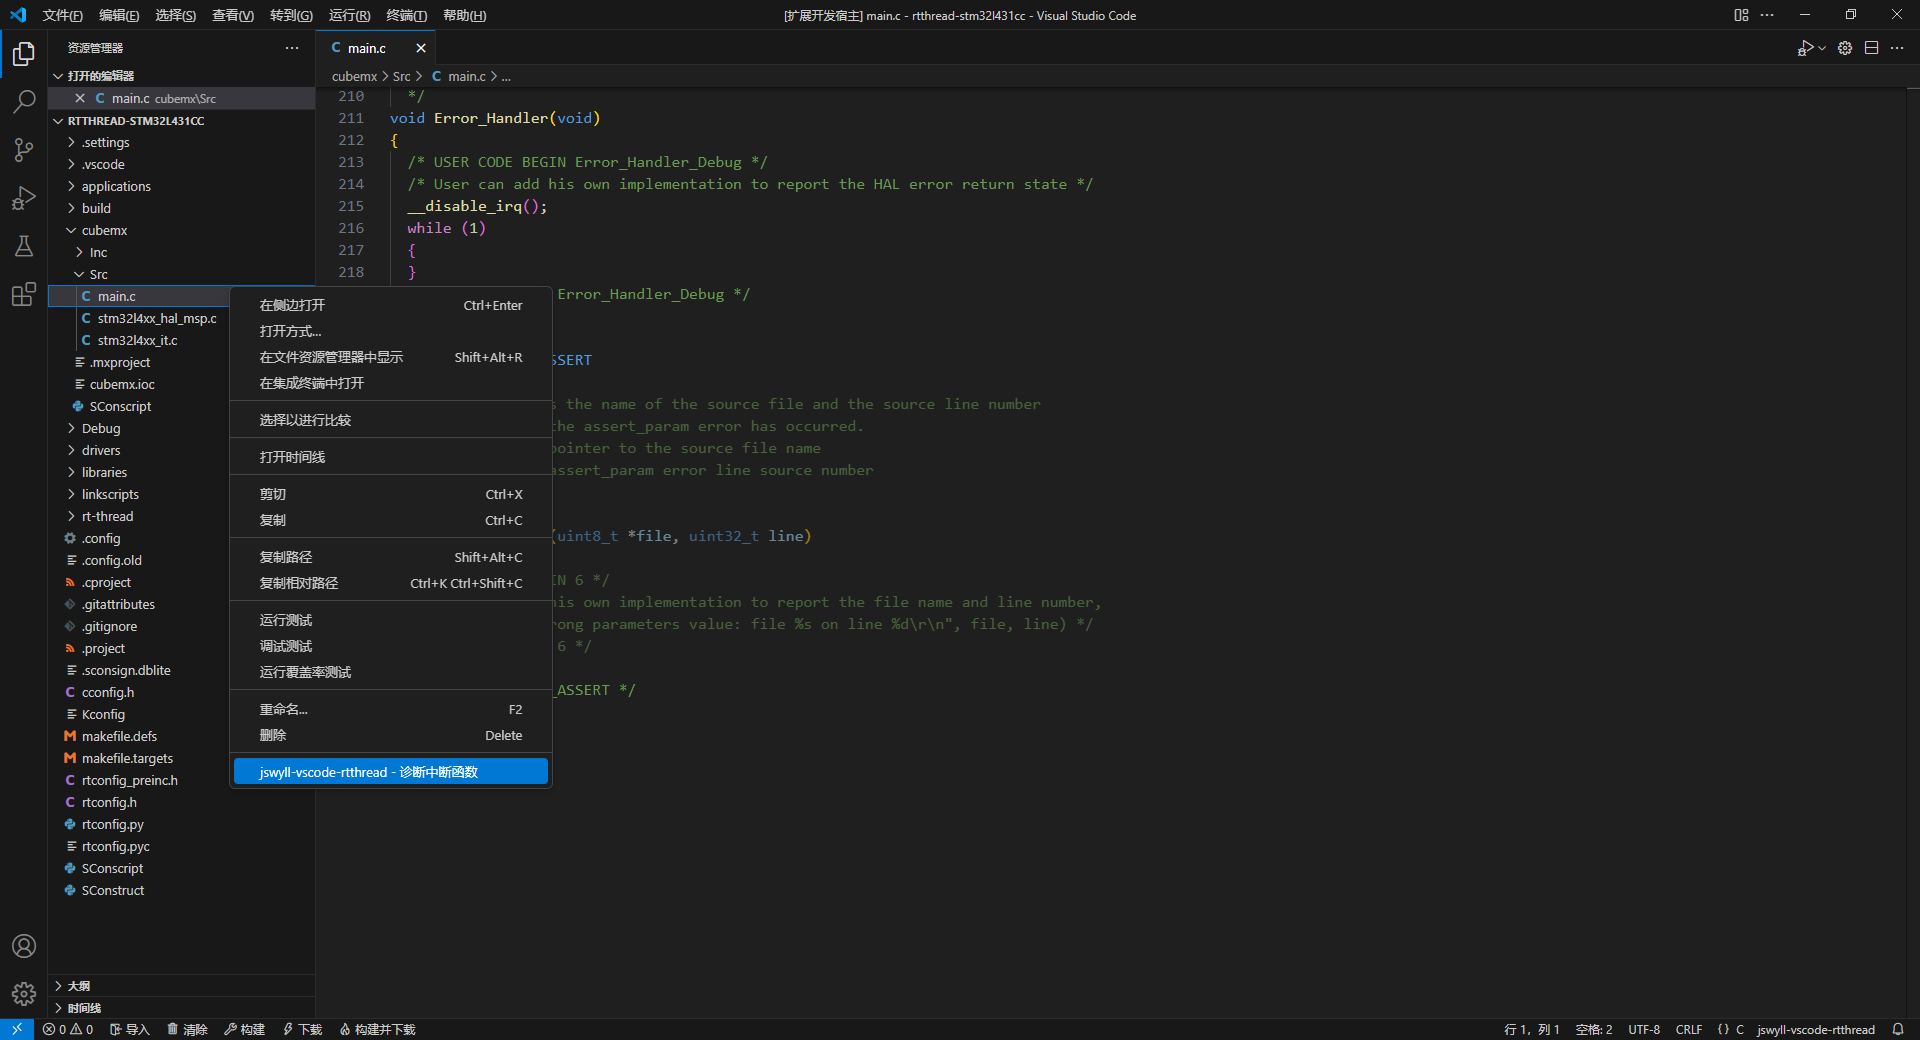 文件(F) 编辑(E) 选择(S) 查看(V) 转到(G) 运行(R) 终端(T) 帮助(H)
[扩展开发宿主] main.c - rtthread-stm32l431cc - Visual Studio Code
资源管理器
打开的编辑器
C main.c cubemx\Src
RTTHREAD-STM32L431CC
.settings
.vscode
applications
build
cubemx
Inc
Src
C main.c
C stm32l4xx_hal_msp.c
C stm32l4xx_it.c
.mxproject
cubemx.ioc
SConscript
Debug
drivers
libraries
linkscripts
rt-thread
.config
.config.old
.cproject
.gitattributes
.gitignore
.project
.sconsign.dblite
C cconfig.h
Kconfig
M makefile.defs
M makefile.targets
C rtconfig_preinc.h
C rtconfig.h
rtconfig.py
rtconfig.pyc
SConscript
SConstruct
大纲
时间线
C main.c
cubemx > Src > C main.c > ...
210 */
211 void Error_Handler(void)
212 {
213 /* USER CODE BEGIN Error_Handler_Debug */
214 /* User can add his own implementation to report the HAL error return state */
215 __disable_irq();
216 while (1)
217 {
218 }
Error_Handler_Debug */
SSERT
s the name of the source file and the source line number
the assert_param error has occurred.
pointer to the source file name
assert_param error line source number
(uint8_t *file, uint32_t line)
IN 6 */
his own implementation to report the file name and line number,
rong parameters value: file %s on line %d\r\n", file, line) */
6 */
_ASSERT */
在侧边打开 Ctrl+Enter
打开方式...
在文件资源管理器中显示 Shift+Alt+R
在集成终端中打开
选择以进行比较
打开时间线
剪切 Ctrl+X
复制 Ctrl+C
复制路径 Shift+Alt+C
复制相对路径 Ctrl+K Ctrl+Shift+C
运行测试
调试测试
运行覆盖率测试
重命名... F2
删除 Delete
jswyll-vscode-rtthread - 诊断中断函数
0 0 导入 清除 构建 下载 构建并下载
行 1, 列 1 空格: 2 UTF-8 CRLF {} C jswyll-vscode-rtthread